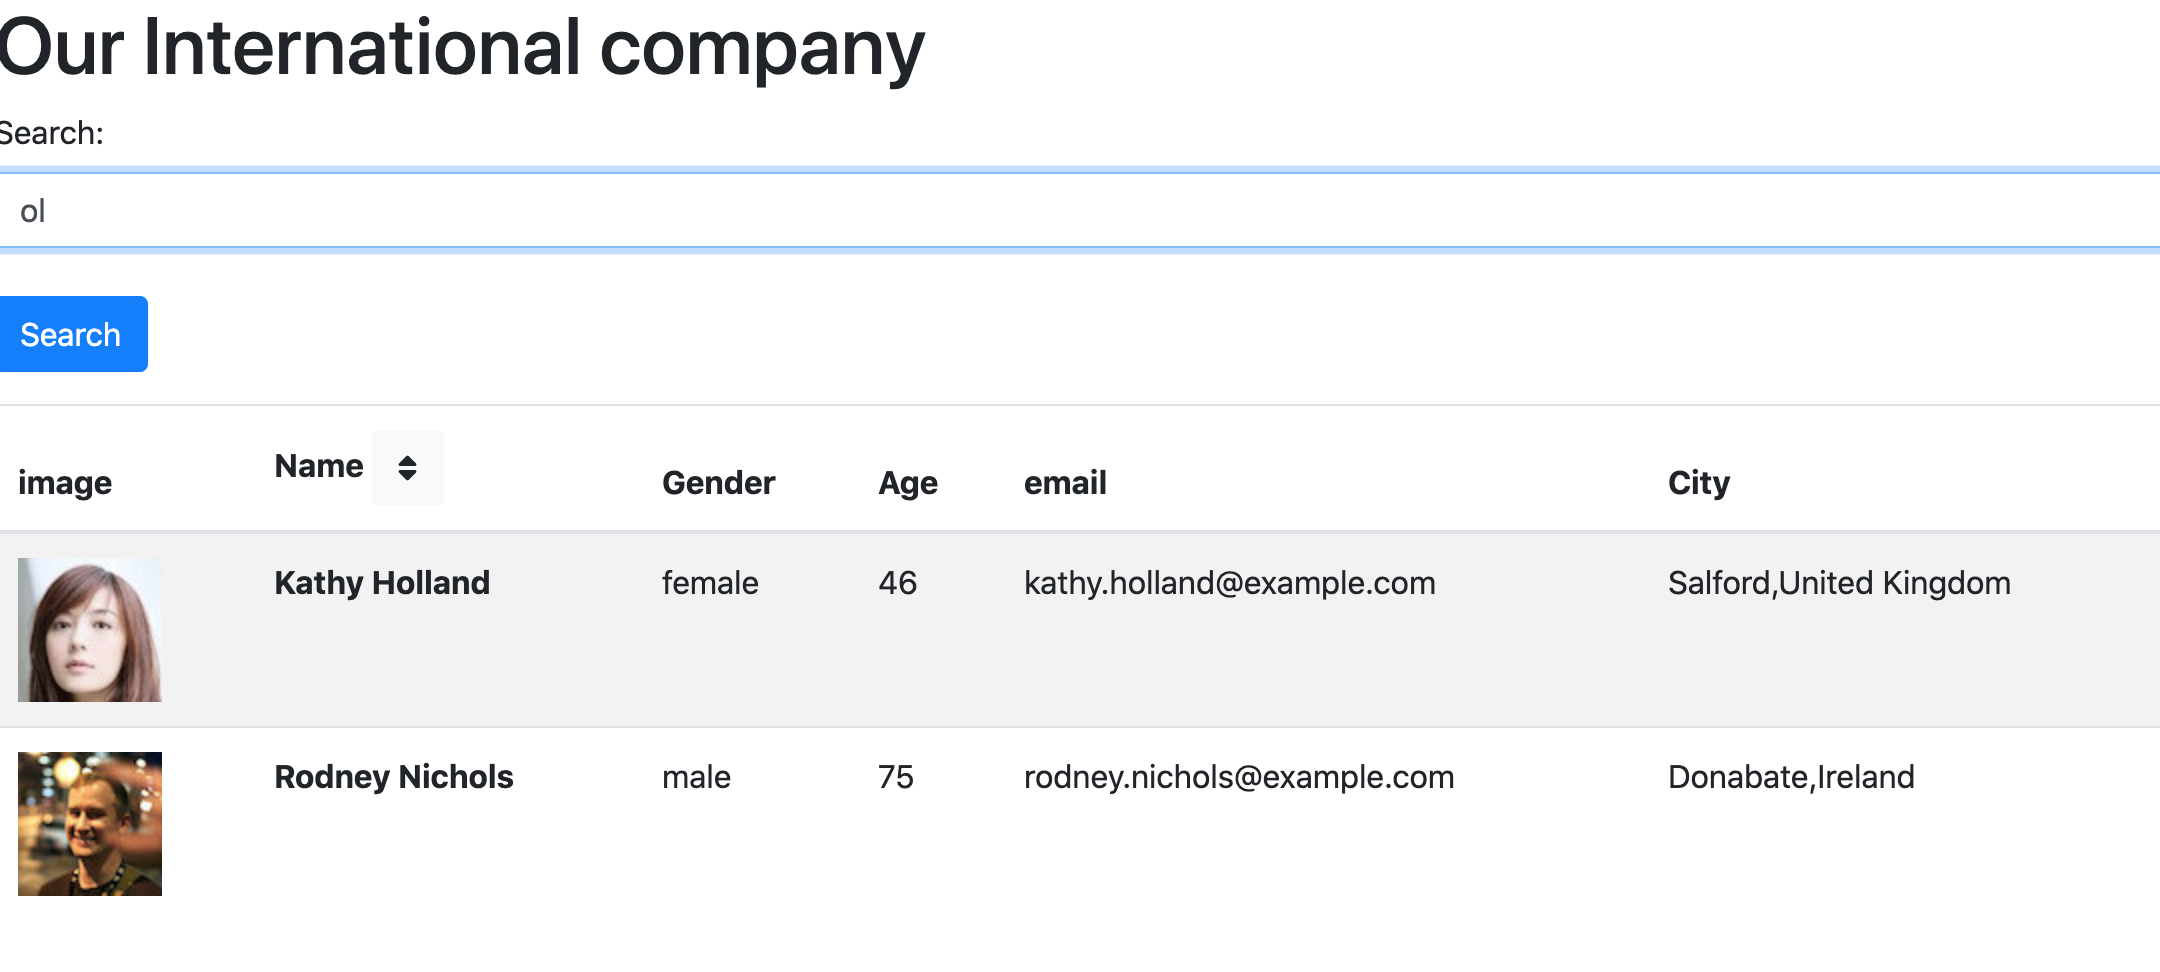 Our International company
Search:
ol
Search
image Name Gender Age email City
Kathy Holland female 46 kathy.holland@example.com Salford,United Kingdom
Rodney Nichols male 75 rodney.nichols@example.com Donabate,Ireland